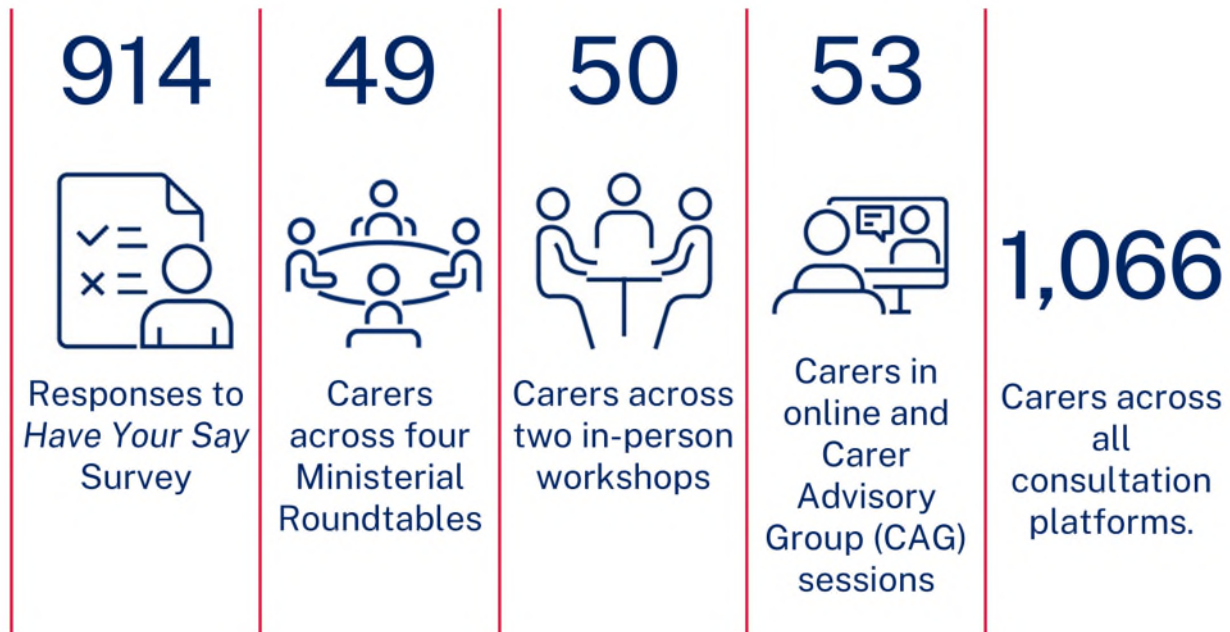 914
Responses to
Have Your Say
Survey
49
Carers
across four
Ministerial
Roundtables
50
Carers across
two in-person
workshops
53
Carers in
online and
Carer
Advisory
Group (CAG)
sessions
1,066
Carers across
all
consultation
platforms.